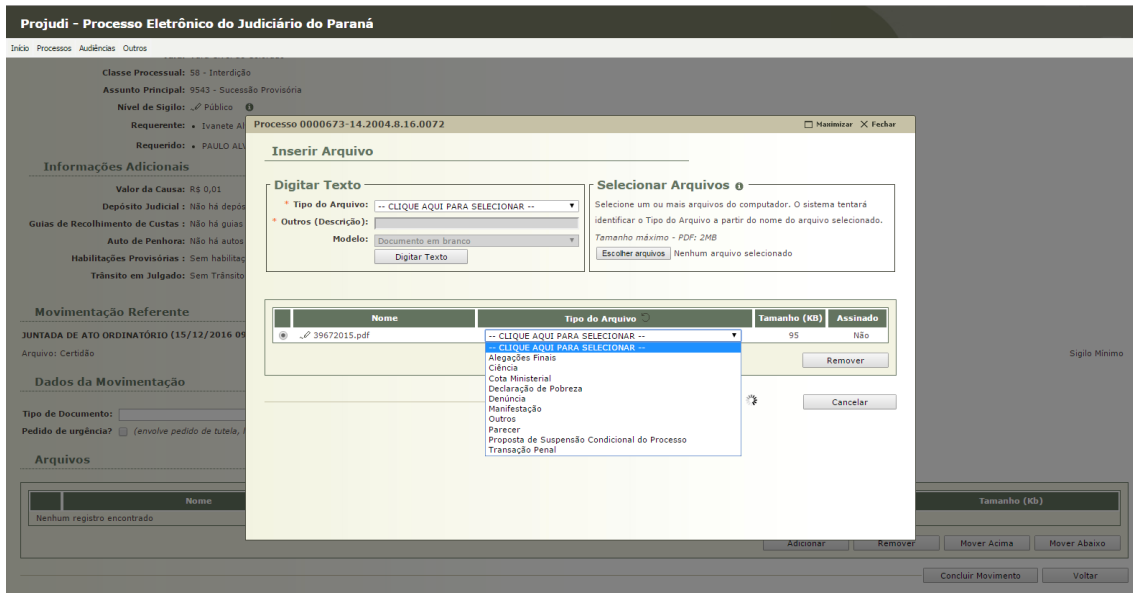 Projudi - Processo Eletrônico do Judiciário do Paraná
Início Processos Audiências Outros
Classe Processual: 58 - Interdição
Assunto Principal: 9543 - Sucessão Provisória
Nível de Sigilo: Público
Requerente: • Ivanete Al
Requerido: • PAULO ALV
Informações Adicionais
Valor da Causa: R$ 0,01
Depósito Judicial : Não há depós
Guias de Recolhimento de Custas : Não há guias
Auto de Penhora: Não há autos
Habilitações Provisórias : Sem habilitaç
Trânsito em Julgado: Sem Trânsito
Movimentação Referente
JUNTADA DE ATO ORDINATÓRIO (15/12/2016 09
Arquivo: Certidão
Sigilo Mínimo
Dados da Movimentação
Tipo de Documento:
Pedido de urgência? (envolve pedido de tutela,
Arquivos
Nome
Tamanho (Kb)
Nenhum registro encontrado
Adicionar Remover Mover Acima Mover Abaixo
Concluir Movimento Voltar
Processo 0000673-14.2004.8.16.0072
Maximizar Fechar
Inserir Arquivo
Digitar Texto
* Tipo do Arquivo: -- CLIQUE AQUI PARA SELECIONAR --
* Outros (Descrição):
Modelo: Documento em branco
Digitar Texto
Selecionar Arquivos
Selecione um ou mais arquivos do computador. O sistema tentará
identificar o Tipo do Arquivo a partir do nome do arquivo selecionado.
Tamanho máximo - PDF: 2MB
Escolher arquivos Nenhum arquivo selecionado
Nome Tipo do Arquivo Tamanho (KB) Assinado
39672015.pdf -- CLIQUE AQUI PARA SELECIONAR -- 95 Não
-- CLIQUE AQUI PARA SELECIONAR --
Alegações Finais
Ciência
Cota Ministerial
Declaração de Pobreza
Denúncia
Manifestação
Outros
Parecer
Proposta de Suspensão Condicional do Processo
Transação Penal
Remover
Cancelar